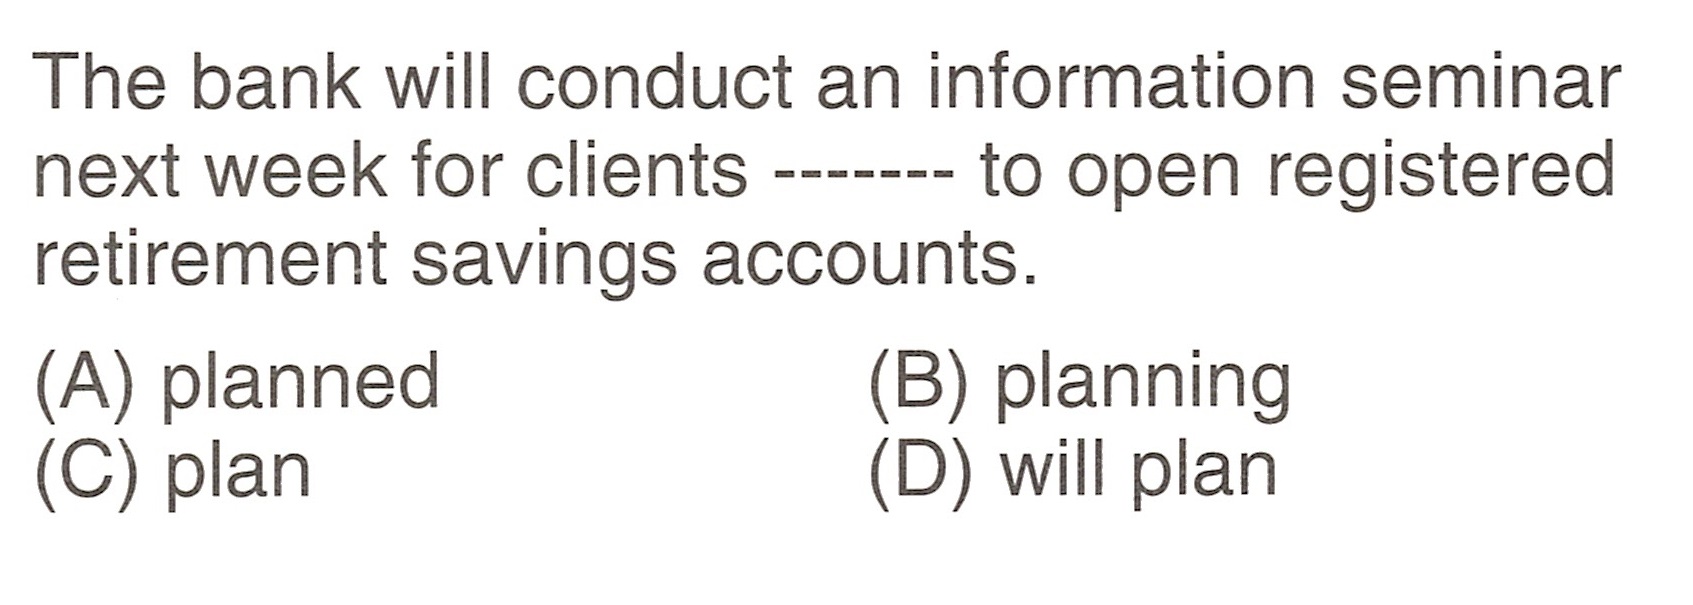 The bank will conduct an information seminar
next week for clients ------- to open registered
retirement savings accounts.
(A) planned (B) planning
(C) plan (D) will plan